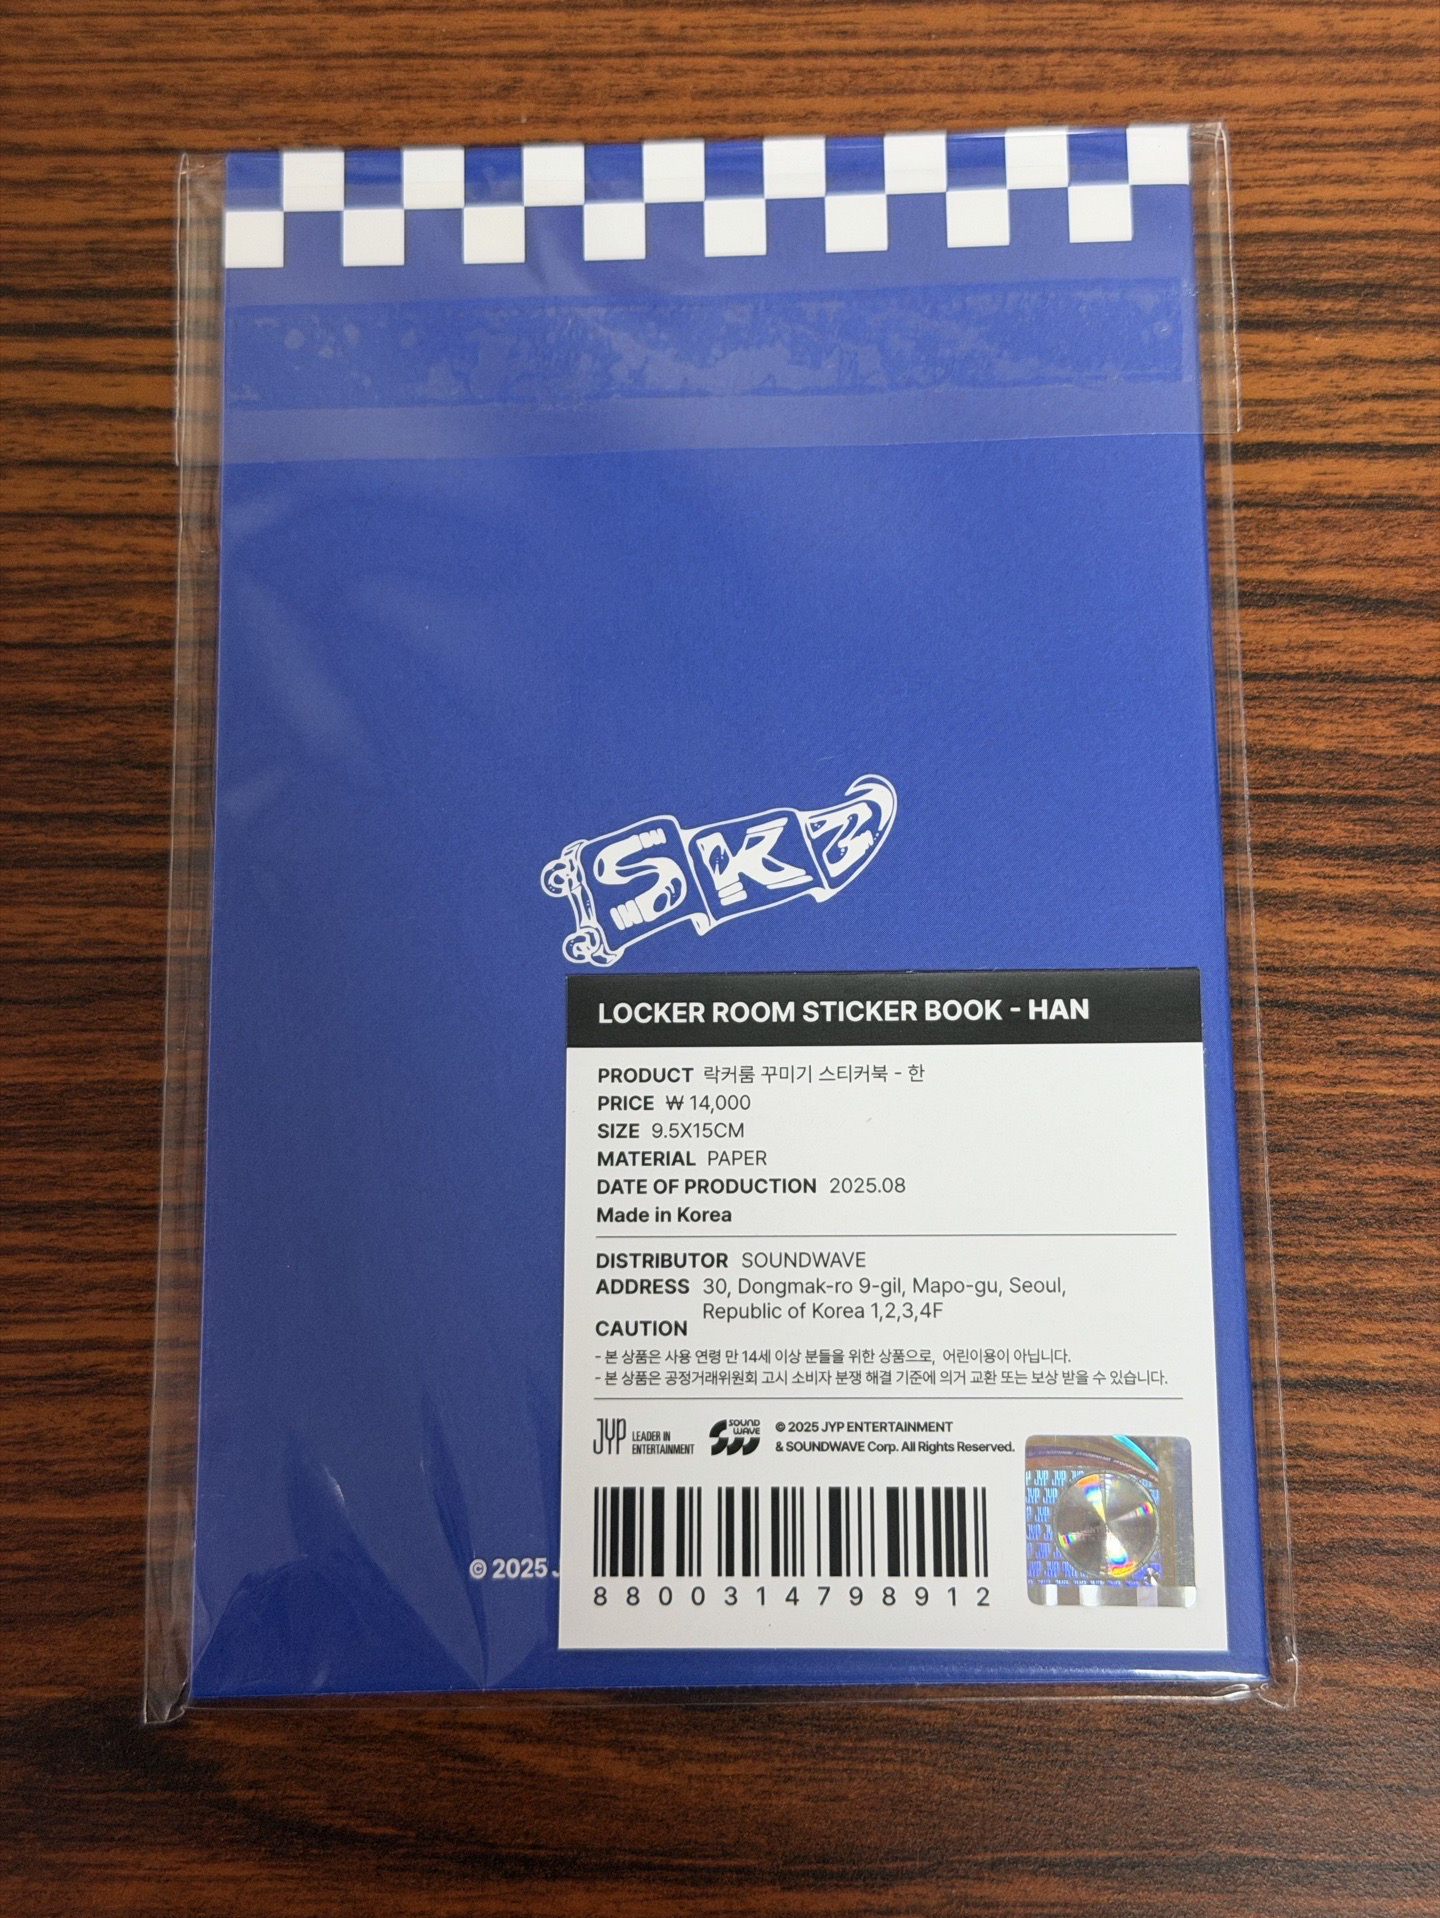 SKZ
LOCKER ROOM STICKER BOOK - HAN
PRODUCT 락커룸 꾸미기 스티커북 - 한
PRICE ₩ 14,000
SIZE 9.5X15CM
MATERIAL PAPER
DATE OF PRODUCTION 2025.08
Made in Korea
DISTRIBUTOR SOUNDWAVE
ADDRESS 30, Dongmak-ro 9-gil, Mapo-gu, Seoul,
Republic of Korea 1,2,3,4F
CAUTION
- 본 상품은 사용 연령 만 14세 이상 분들을 위한 상품으로, 어린이용이 아닙니다.
- 본 상품은 공정거래위원회 고시 소비자 분쟁 해결 기준에 의거 교환 또는 보상 받을 수 있습니다.
JYP LEADER IN
ENTERTAINMENT
SOUND
WAVE
© 2025 JYP ENTERTAINMENT
& SOUNDWAVE Corp. All Rights Reserved.
JYP JYP JYP
8800314798912
© 2025 J